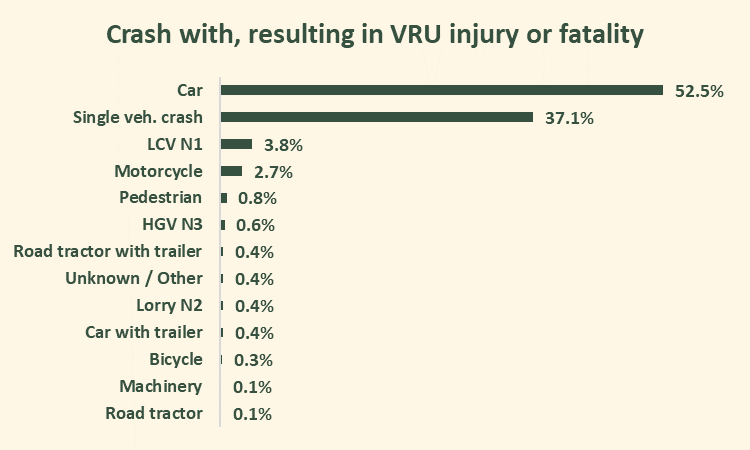 Crash with, resulting in VRU injury or fatality
Car 52.5%
Single veh. crash 37.1%
LCV N1 3.8%
Motorcycle 2.7%
Pedestrian 0.8%
HGV N3 0.6%
Road tractor with trailer 0.4%
Unknown / Other 0.4%
Lorry N2 0.4%
Car with trailer 0.4%
Bicycle 0.3%
Machinery 0.1%
Road tractor 0.1%